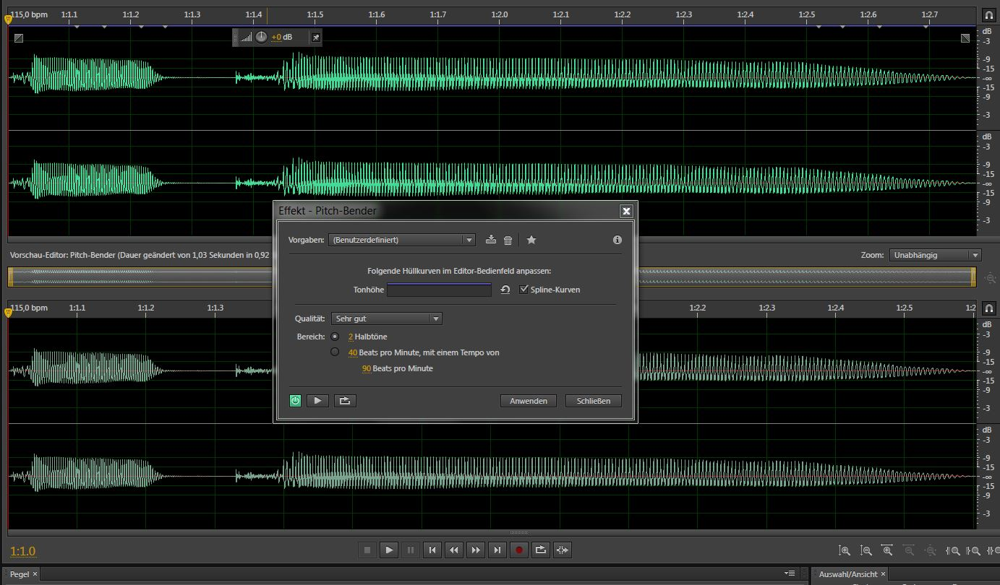 115,0 bpm 1:1.1 1:1.2 1:1.3 1:1.4 1:1.5 1:1.6 1:1.7 1:2.0 1:2.1 1:2.2 1:2.3 1:2.4 1:2.5 1:2.6 1:2.7
dB
-3
+0 dB
-9
-15
-∞
-15
-9
-3
dB
-3
-9
-15
-∞
-15
-9
-3
Effekt - Pitch-Bender
Vorgaben: (Benutzerdefiniert)
Vorschau-Editor: Pitch-Bender (Dauer geändert von 1,03 Sekunden in 0,92
Zoom: Unabhängig
Folgende Hüllkurven im Editor-Bedienfeld anpassen:
Tonhöhe Spline-Kurven
115,0 bpm 1:1.1 1:1.2 1:1.3 1:2.2 1:2.3 1:2.4 1:2.5 1:2
Qualität: Sehr gut
Bereich: 2 Halbtöne
40 Beats pro Minute, mit einem Tempo von
90 Beats pro Minute
Anwenden Schließen
dB
-3
-9
-15
-∞
-15
-9
-3
dB
-3
-9
-15
-∞
-15
-9
-3
1:1.0
Pegel Auswahl/Ansicht